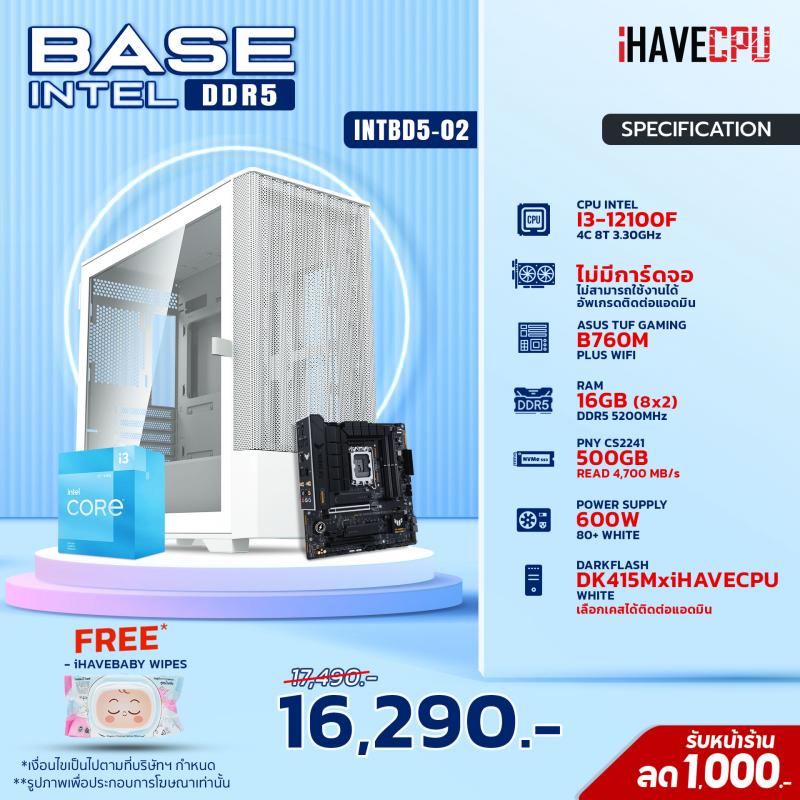 BASE
INTEL DDR5
INTBD5-02
iHAVECPU
SPECIFICATION
CPU INTEL
I3-12100F
4C 8T 3.30GHz
ไม่มีการ์ดจอ
ไม่สามารถใช้งานได้
อัพเกรดติดต่อแอดมิน
ASUS TUF GAMING
B760M
PLUS WIFI
RAM
16GB (8x2)
DDR5 5200MHz
PNY CS2241
500GB
READ 4,700 MB/s
POWER SUPPLY
600W
80+ WHITE
DARKFLASH
DK415MxiHAVECPU
WHITE
เลือกเคสได้ติดต่อแอดมิน
CPU
DDR5
NVMe SSD
i3
intel
CORE
FREE*
- iHAVEBABY WIPES
17,490.-
16,290.-
*เงื่อนไขเป็นไปตามที่บริษัทฯ กำหนด
**รูปภาพเพื่อประกอบการโฆษณาเท่านั้น
รับหน้าร้าน
ลด 1,000.-